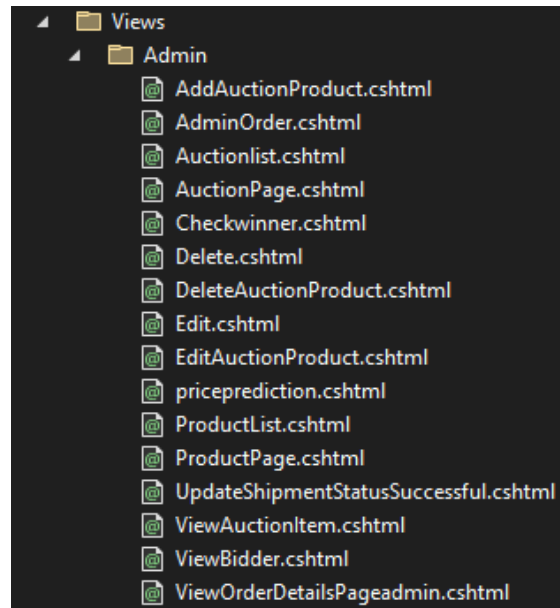 Views
Admin
AddAuctionProduct.cshtml
AdminOrder.cshtml
Auctionlist.cshtml
AuctionPage.cshtml
Checkwinner.cshtml
Delete.cshtml
DeleteAuctionProduct.cshtml
Edit.cshtml
EditAuctionProduct.cshtml
priceprediction.cshtml
ProductList.cshtml
ProductPage.cshtml
UpdateShipmentStatusSuccessful.cshtml
ViewAuctionItem.cshtml
ViewBidder.cshtml
ViewOrderDetailsPageadmin.cshtml